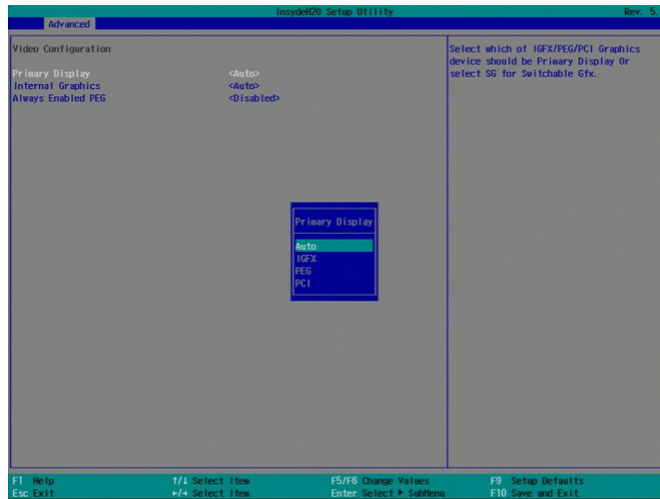 InsydeH20 Setup Utility Rev. 5.
Advanced
Video Configuration
Primary Display <Auto>
Internal Graphics <Auto>
Always Enabled PEG <Disabled>
Select which of IGFX/PEG/PCI Graphics
device should be Primary Display Or
select SG for Switchable Gfx.
Primary Display
Auto
IGFX
PEG
PCI
F1 Help ↑/↓ Select Item F5/F6 Change Values F9 Setup Defaults
Esc Exit ←/→ Select Item Enter Select ▶ SubMenu F10 Save and Exit